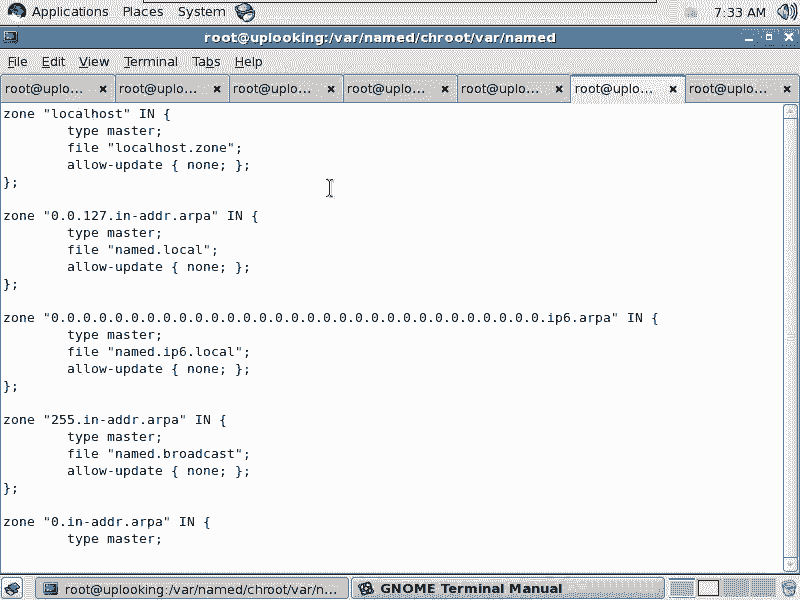 Applications Places System 7:33 AM
root@uplooking:/var/named/chroot/var/named
File Edit View Terminal Tabs Help
root@uplo... root@uplo... root@uplo... root@uplo... root@uplo... root@uplo... root@uplo...
zone "localhost" IN {
type master;
file "localhost.zone";
allow-update { none; };
};
zone "0.0.127.in-addr.arpa" IN {
type master;
file "named.local";
allow-update { none; };
};
zone "0.0.0.0.0.0.0.0.0.0.0.0.0.0.0.0.0.0.0.0.0.0.0.0.0.0.0.0.0.0.0.ip6.arpa" IN {
type master;
file "named.ip6.local";
allow-update { none; };
};
zone "255.in-addr.arpa" IN {
type master;
file "named.broadcast";
allow-update { none; };
};
zone "0.in-addr.arpa" IN {
type master;
root@uplooking:/var/named/chroot/var/n... GNOME Terminal Manual